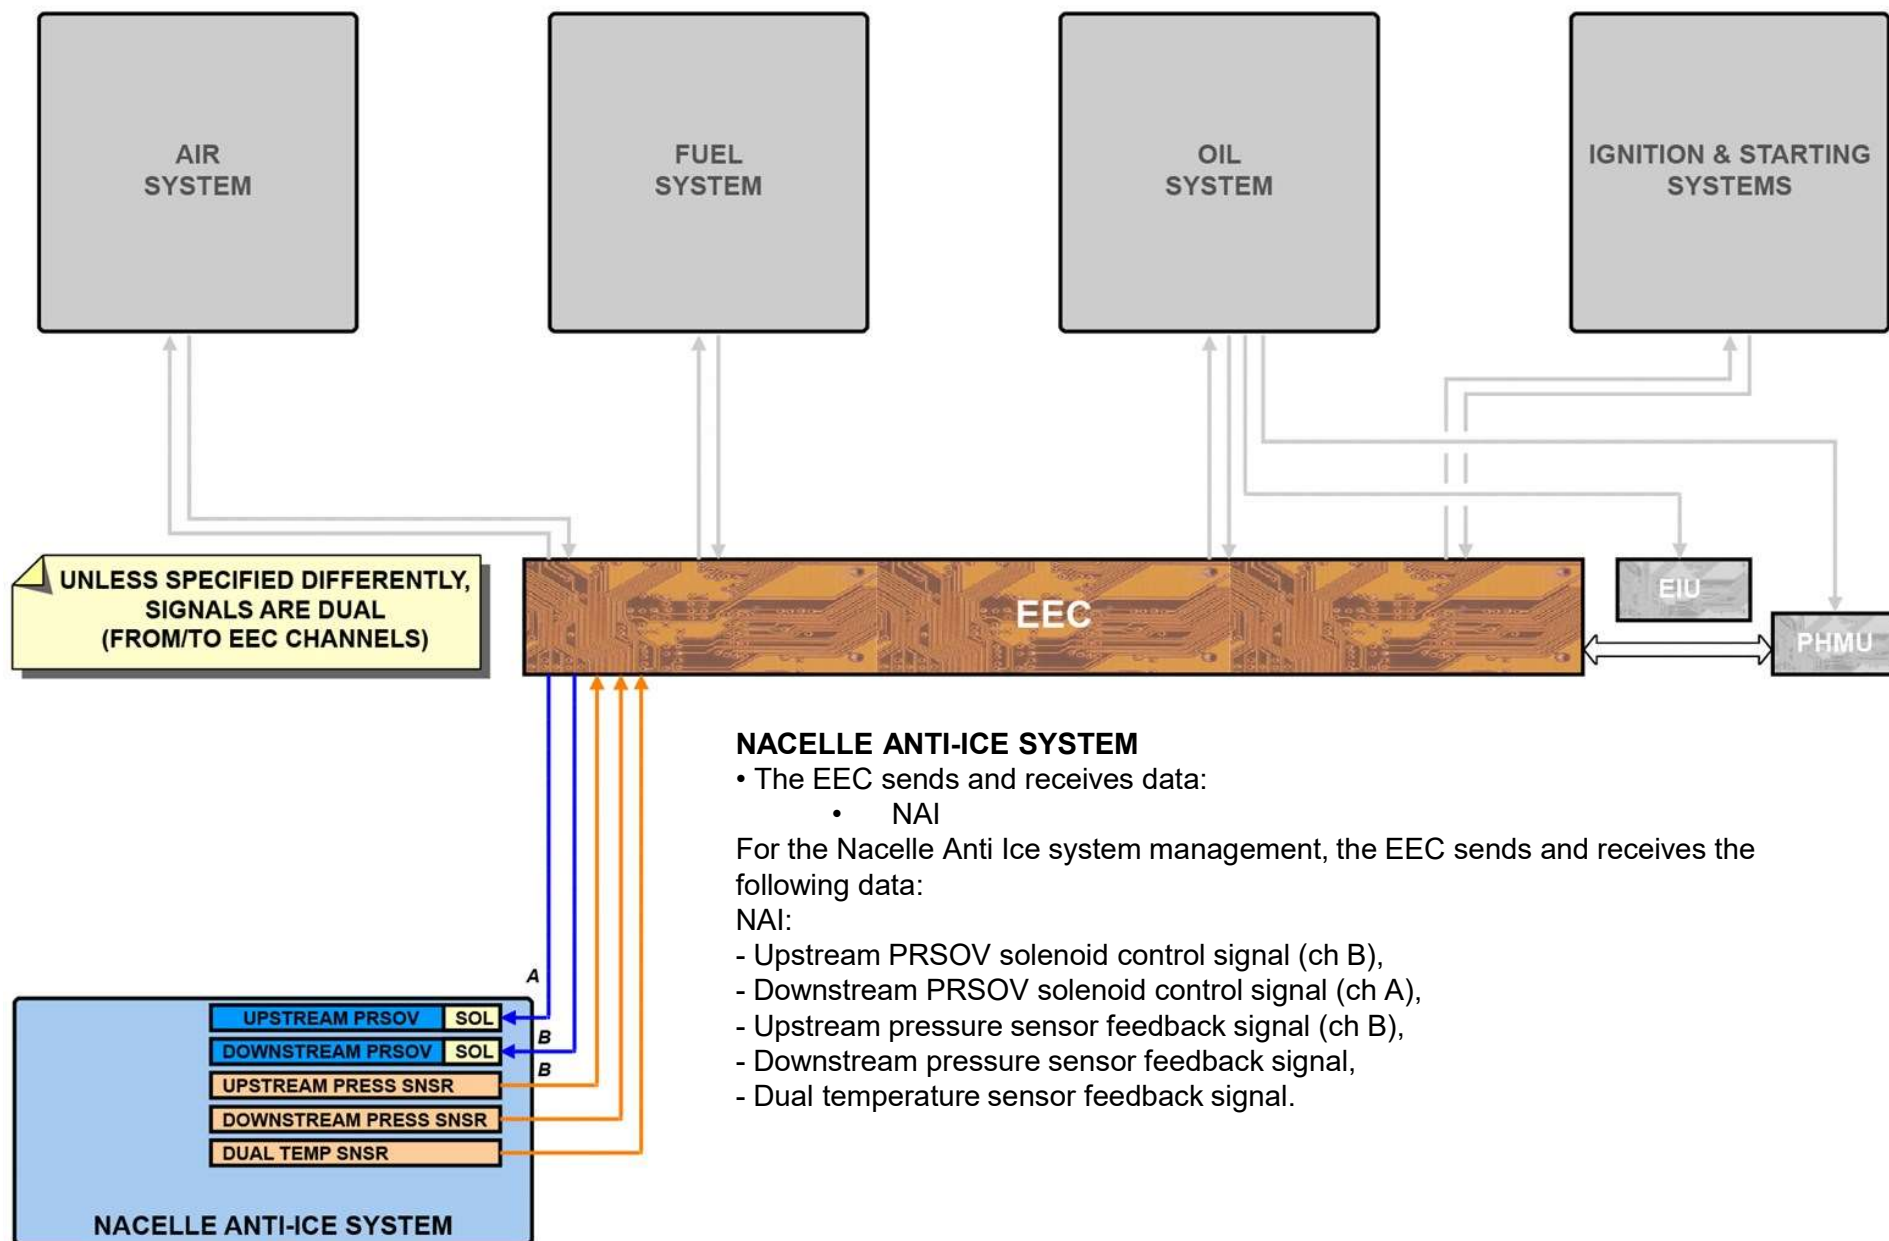 AIR
SYSTEM
FUEL
SYSTEM
OIL
SYSTEM
IGNITION & STARTING
SYSTEMS
UNLESS SPECIFIED DIFFERENTLY,
SIGNALS ARE DUAL
(FROM/TO EEC CHANNELS)
EEC
EIU
PHMU
NACELLE ANTI-ICE SYSTEM
• The EEC sends and receives data:
• NAI
For the Nacelle Anti Ice system management, the EEC sends and receives the
following data:
NAI:
- Upstream PRSOV solenoid control signal (ch B),
- Downstream PRSOV solenoid control signal (ch A),
- Upstream pressure sensor feedback signal (ch B),
- Downstream pressure sensor feedback signal,
- Dual temperature sensor feedback signal.
A
UPSTREAM PRSOV SOL
B
DOWNSTREAM PRSOV SOL
B
UPSTREAM PRESS SNSR
DOWNSTREAM PRESS SNSR
DUAL TEMP SNSR
NACELLE ANTI-ICE SYSTEM